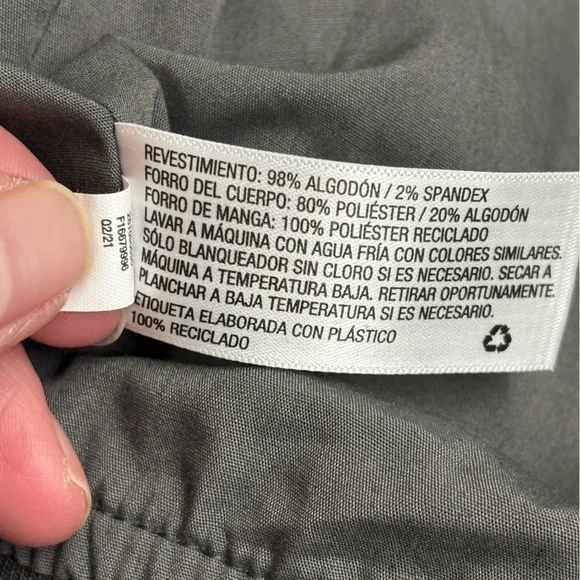 REVESTIMIENTO: 98% ALGODÓN / 2% SPANDEX
FORRO DEL CUERPO: 80% POLIÉSTER / 20% ALGODÓN
FORRO DE MANGA: 100% POLIÉSTER RECICLADO
LAVAR A MÁQUINA CON AGUA FRÍA CON COLORES SIMILARES.
SÓLO BLANQUEADOR SIN CLORO SI ES NECESARIO. SECAR A
MÁQUINA A TEMPERATURA BAJA. RETIRAR OPORTUNAMENTE.
PLANCHAR A BAJA TEMPERATURA SI ES NECESARIO.
ETIQUETA ELABORADA CON PLÁSTICO
100% RECICLADO
F16679996
02/21